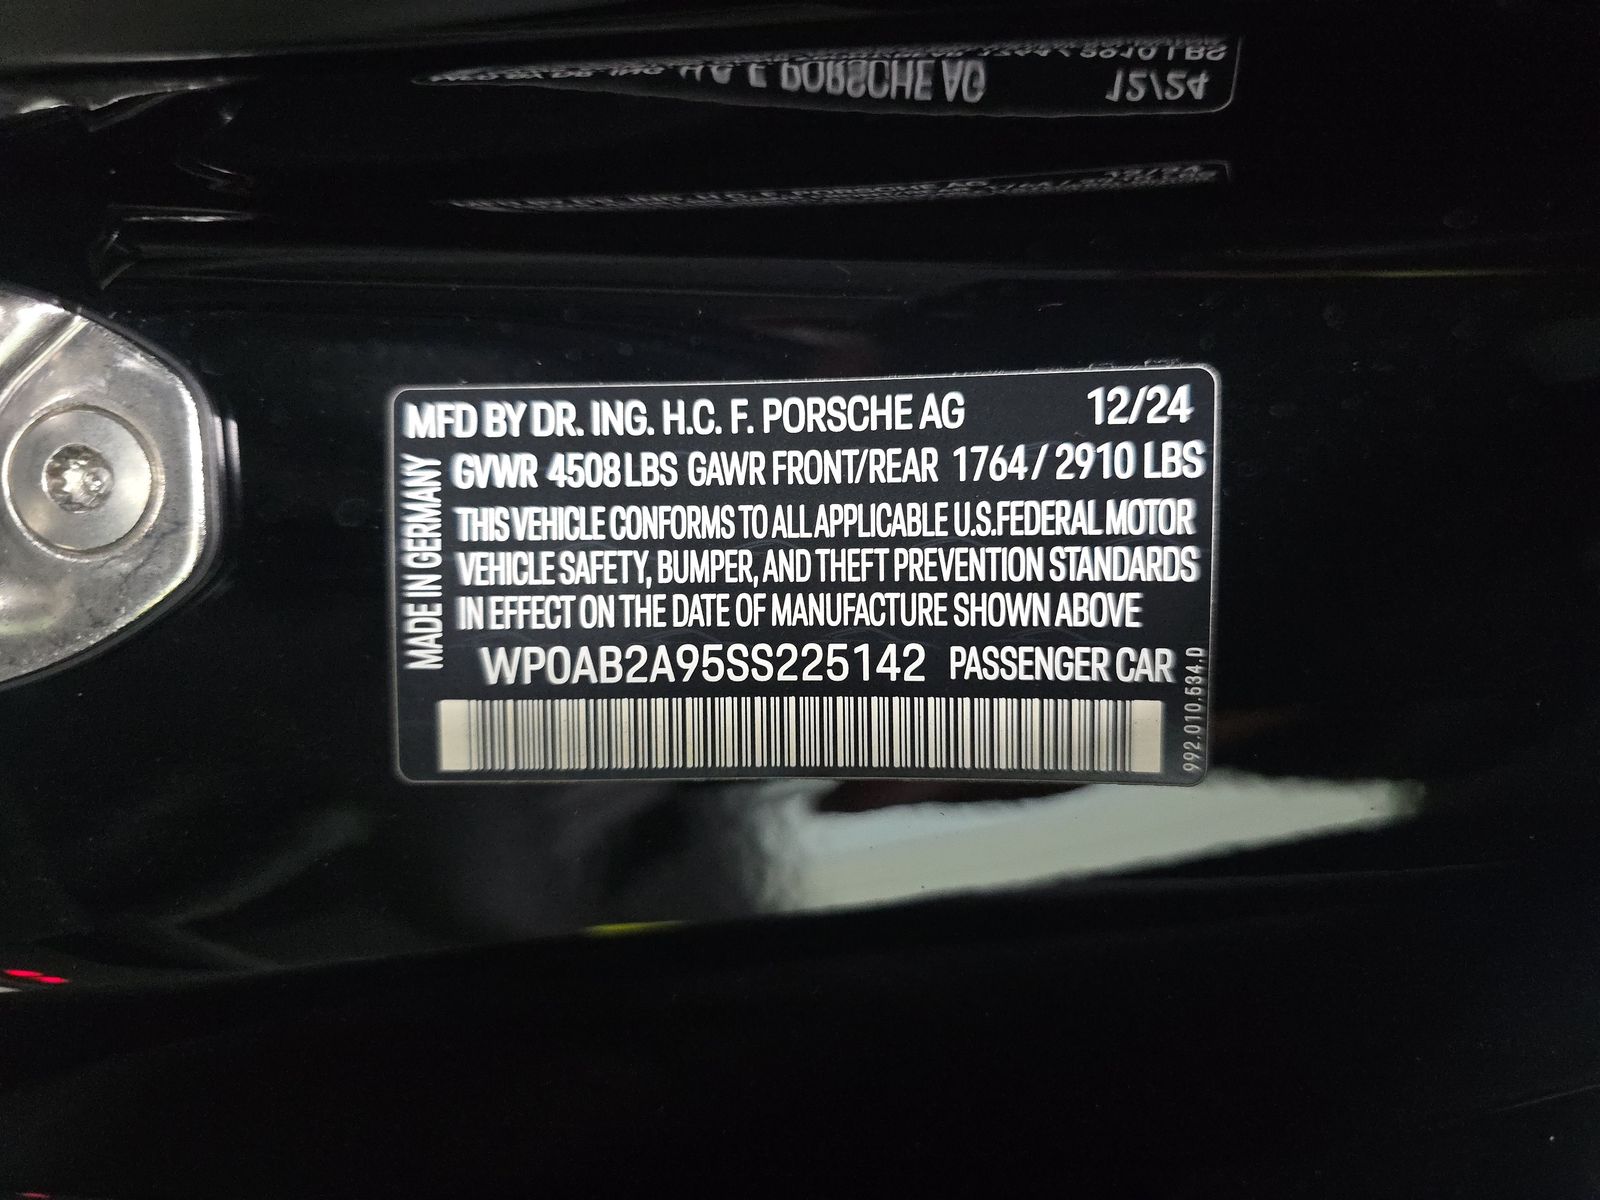 MFD BY DR. ING. H.C. F. PORSCHE AG 12/24
GVWR 4508 LBS GAWR FRONT/REAR 1764 / 2910 LBS
THIS VEHICLE CONFORMS TO ALL APPLICABLE U.S. FEDERAL MOTOR
VEHICLE SAFETY, BUMPER, AND THEFT PREVENTION STANDARDS
IN EFFECT ON THE DATE OF MANUFACTURE SHOWN ABOVE
WP0AB2A95SS225142 PASSENGER CAR
MADE IN GERMANY
992.010.534.D